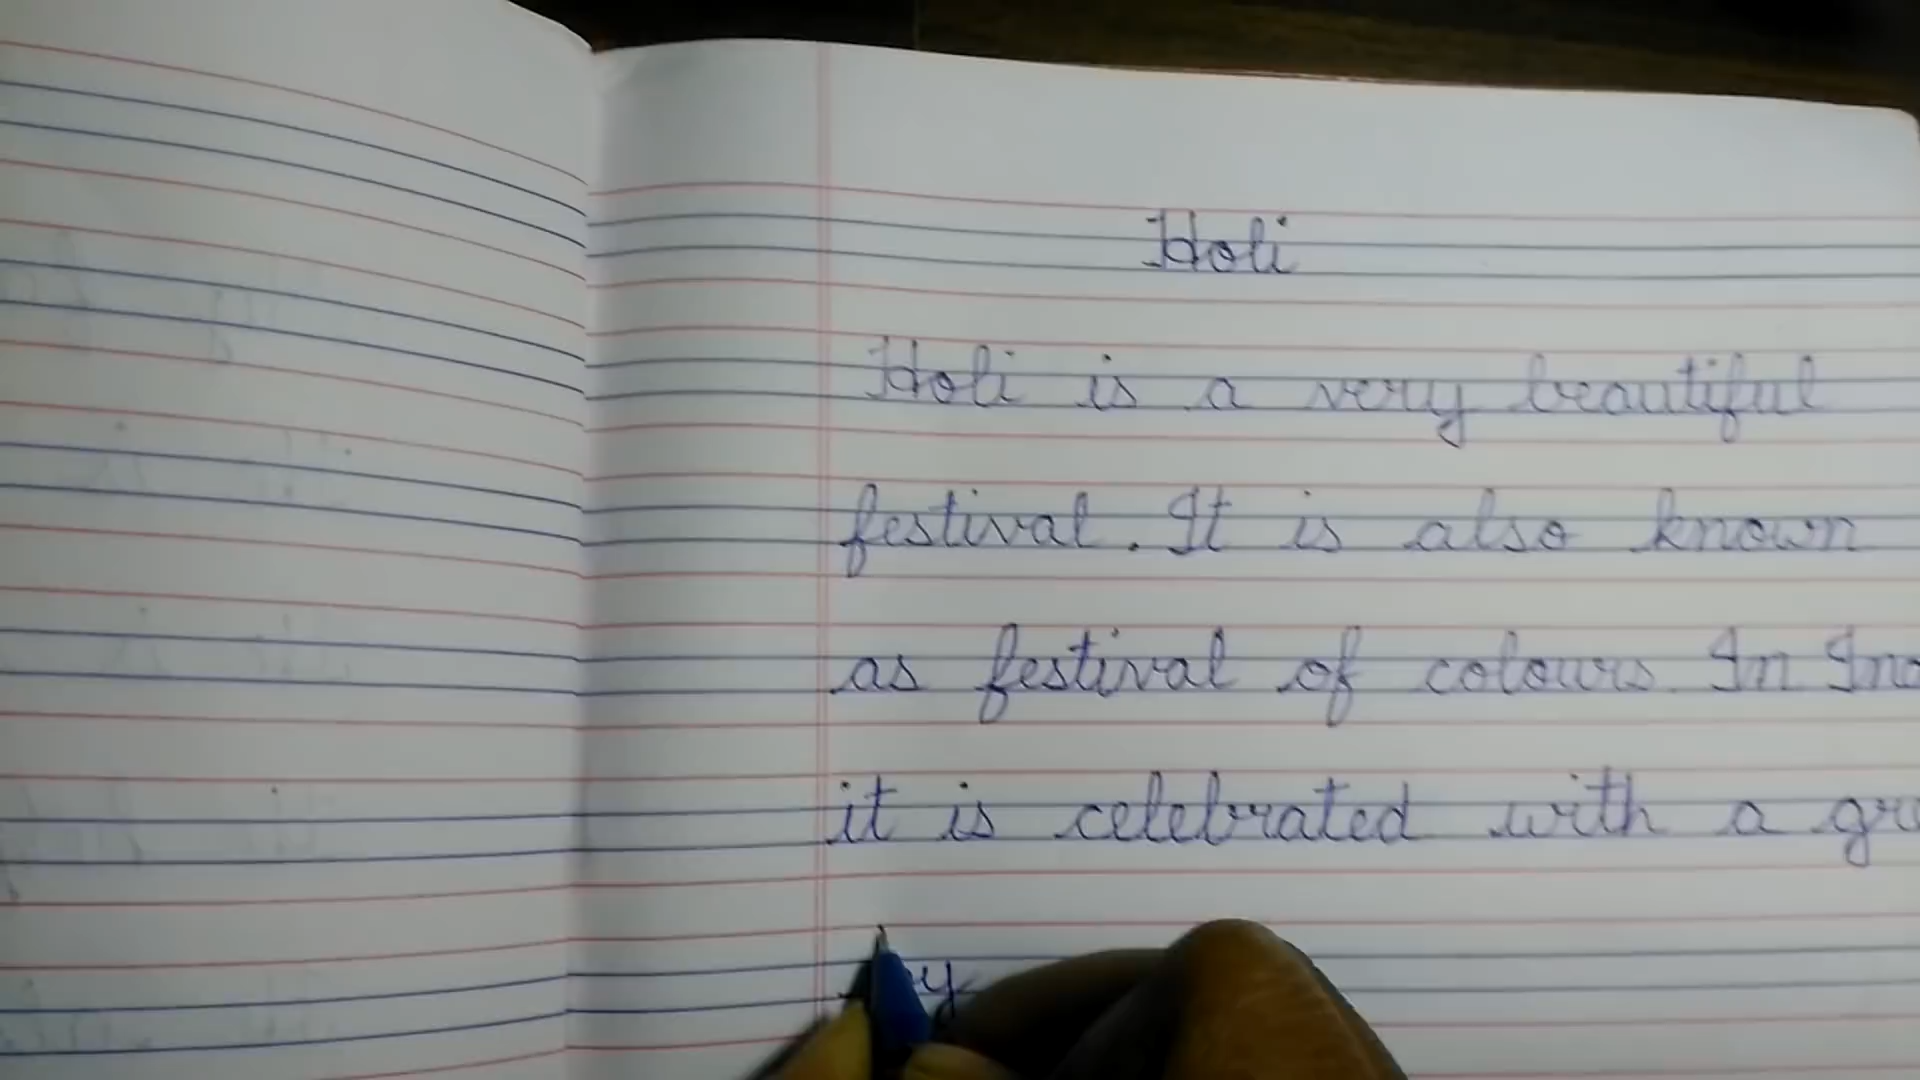 Holi
Holi is a very beautiful
festival. It is also known
as festival of colours. In
it is celebrated with a